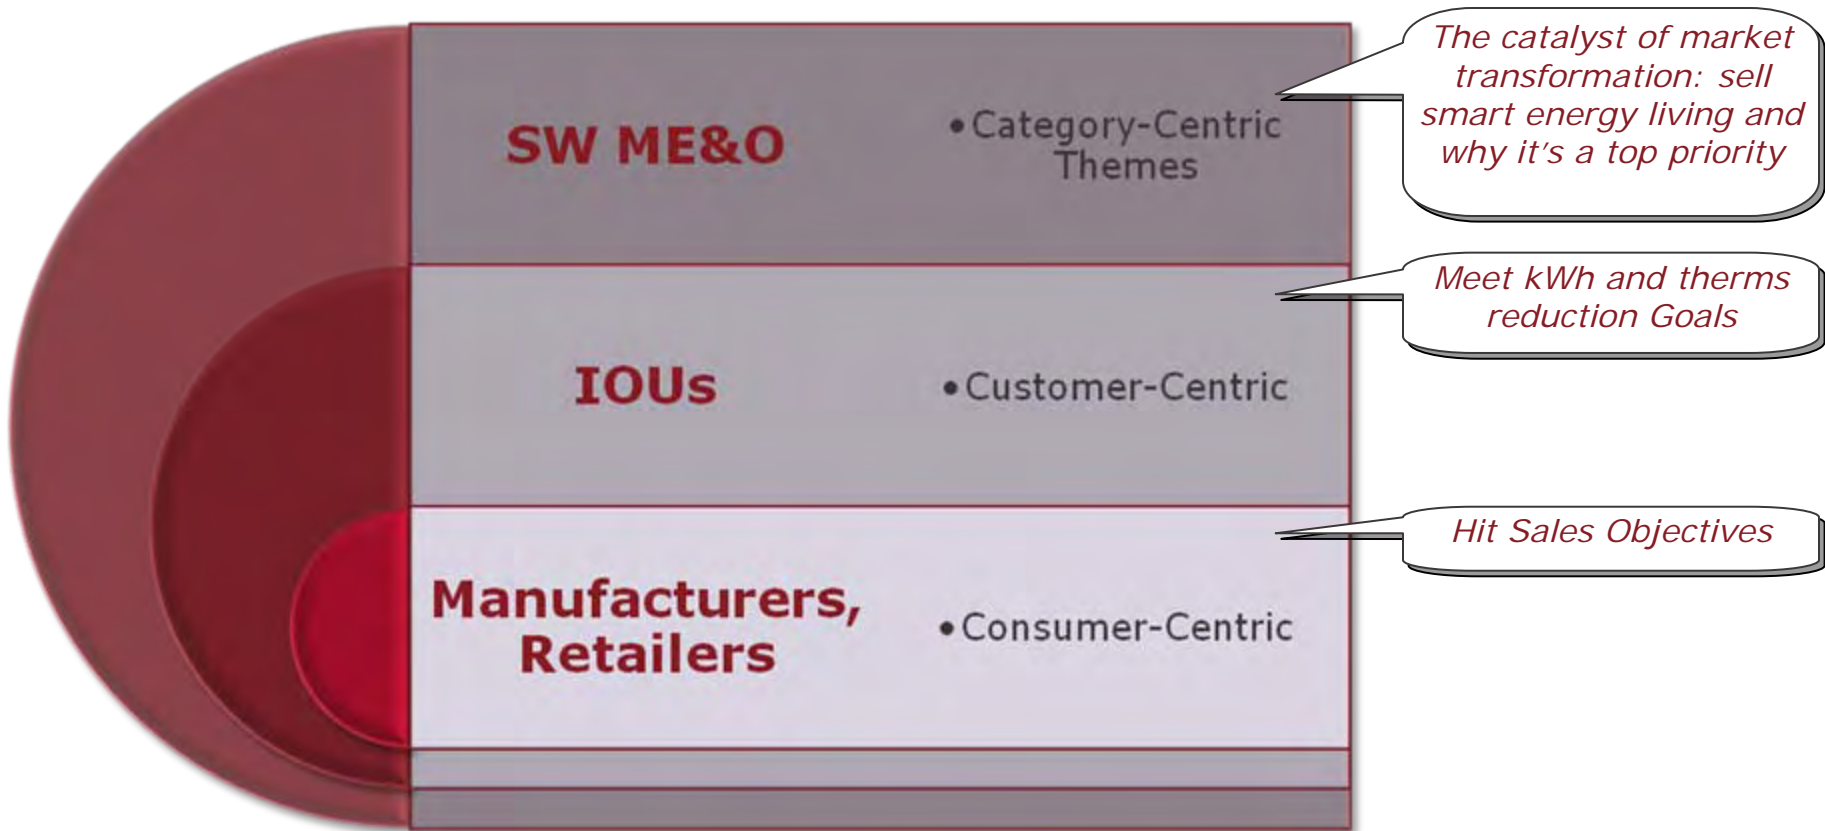 SW ME&O
•Category-Centric
Themes
The catalyst of market
transformation: sell
smart energy living and
why it's a top priority
IOUs
•Customer-Centric
Meet kWh and therms
reduction Goals
Manufacturers,
Retailers
•Consumer-Centric
Hit Sales Objectives